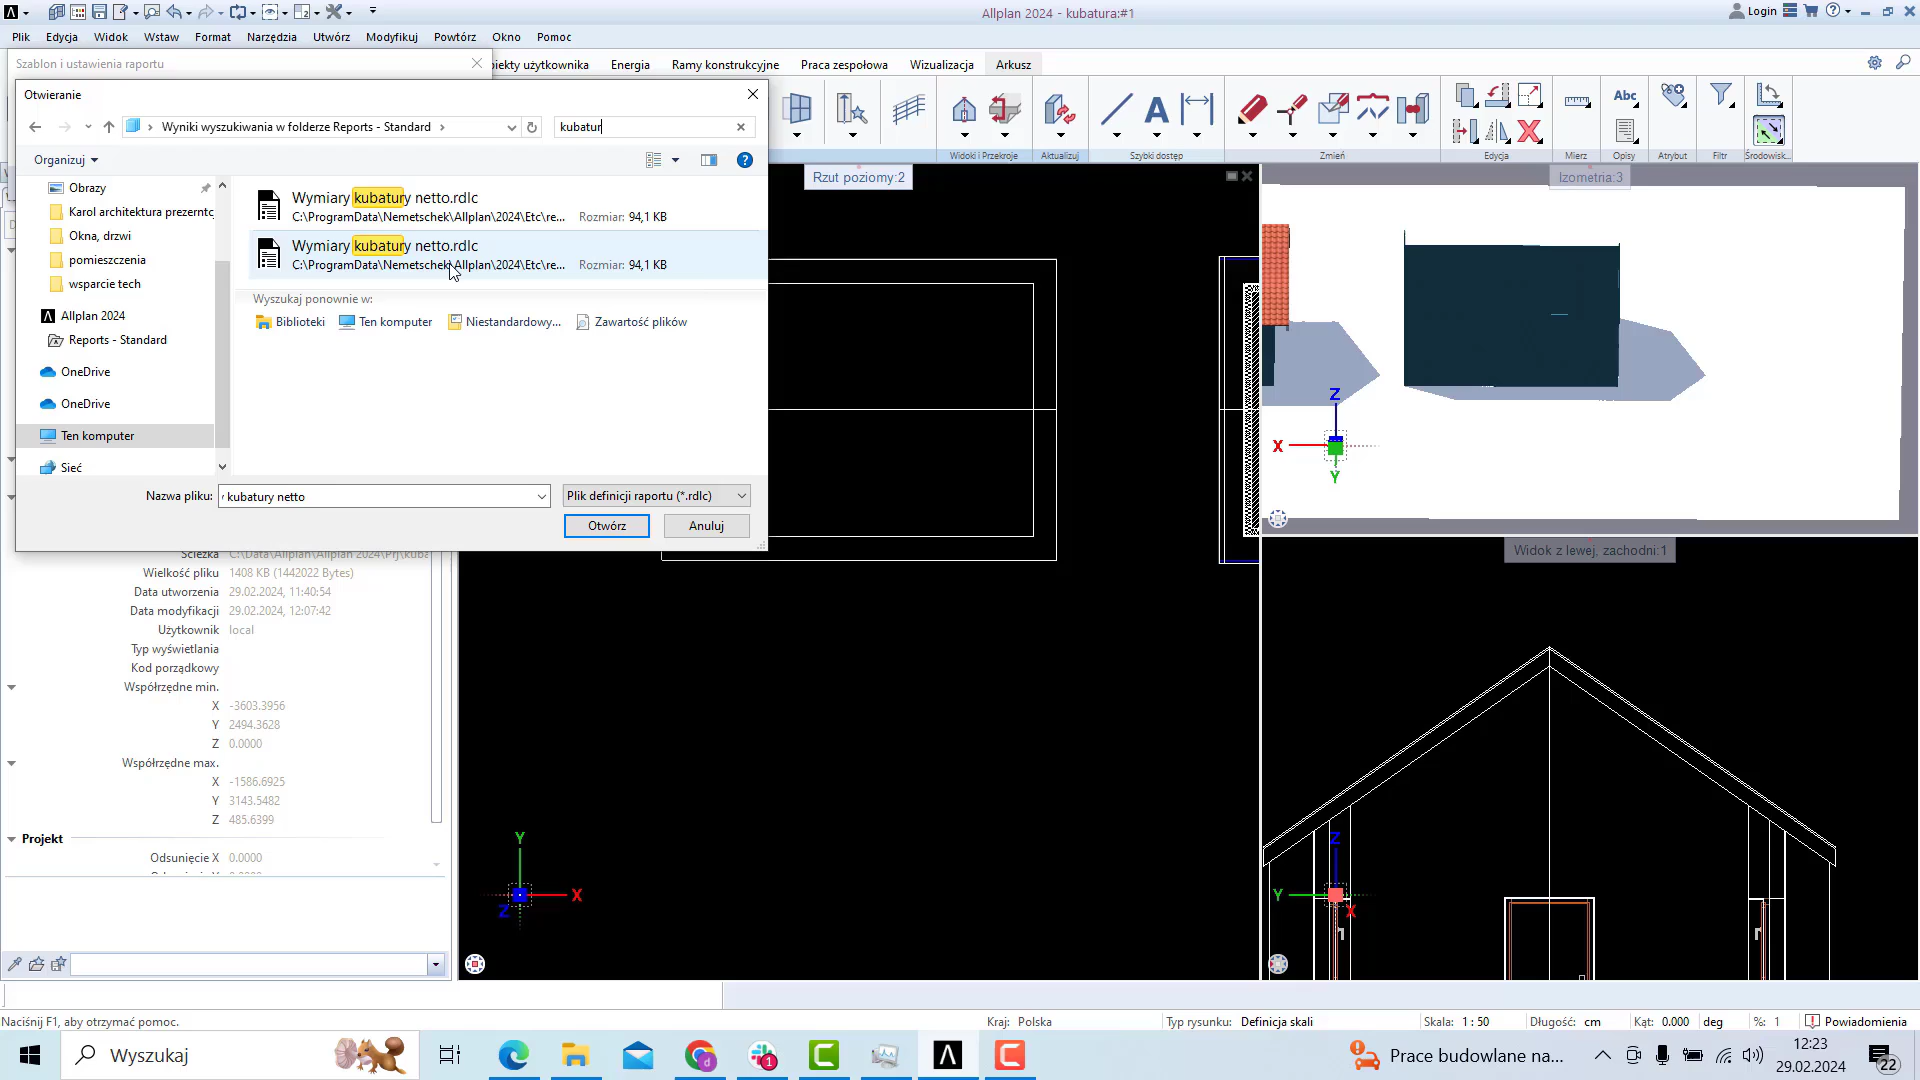 Allplan 2024 - kubatura:#1
Login
Plik Edycja Widok Wstaw Format Narzędzia Utwórz Modyfikuj Powtórz Okno Pomoc
Szablon i ustawienia raportu
użytkownika Energia Ramy konstrukcyjne Praca zespołowa Wizualizacja Arkusz
Otwieranie
Wyniki wyszukiwania w folderze Reports - Standard
kubatur
Organizuj
Widoki i Przekroje Aktualizuj Szybki dostęp Zmień Edycja Mierz Opisy Atrybut Filtr Środowisk...
Abc
Rzut poziomy:2
Izometria:3
Obrazy
Karol architektura prezerntc
Okna, drzwi
pomieszczenia
wsparcie tech
Allplan 2024
Reports - Standard
OneDrive
OneDrive
Ten komputer
Sieć
Wymiary kubatury netto.rdlc
C:\ProgramData\Nemetschek\Allplan\2024\Etc\re... Rozmiar: 94,1 KB
Wymiary kubatury netto.rdlc
C:\ProgramData\Nemetschek\Allplan\2024\Etc\re... Rozmiar: 94,1 KB
Wyszukaj ponownie w:
Biblioteki Ten komputer Niestandardowy... Zawartość plików
Nazwa pliku: kubatury netto
Plik definicji raportu (*.rdlc)
Otwórz Anuluj
Ścieżka C:\Data\Allplan\Allplan 2024\Prj\kuba
Wielkość pliku 1408 KB (1442022 Bytes)
Data utworzenia 29.02.2024, 11:40:54
Data modyfikacji 29.02.2024, 12:07:42
Użytkownik local
Typ wyświetlania
Kod porządkowy
Współrzędne min.
X -3603.3956
Y 2494.3628
Z 0.0000
Współrzędne max.
X -1586.6925
Y 3143.5482
Z 485.6399
Projekt
Odsunięcie X 0.0000
Z
X
Y
Widok z lewej, zachodni:1
Y
X
Z
Z
Y
X
Naciśnij F1, aby otrzymać pomoc.
Kraj: Polska
Typ rysunku: Definicja skali
Skala: 1 : 50
Długość: cm
Kąt: 0.000 deg
%: 1
Powiadomienia
Wyszukaj
1
Prace budowlane na...
12:23
29.02.2024
22